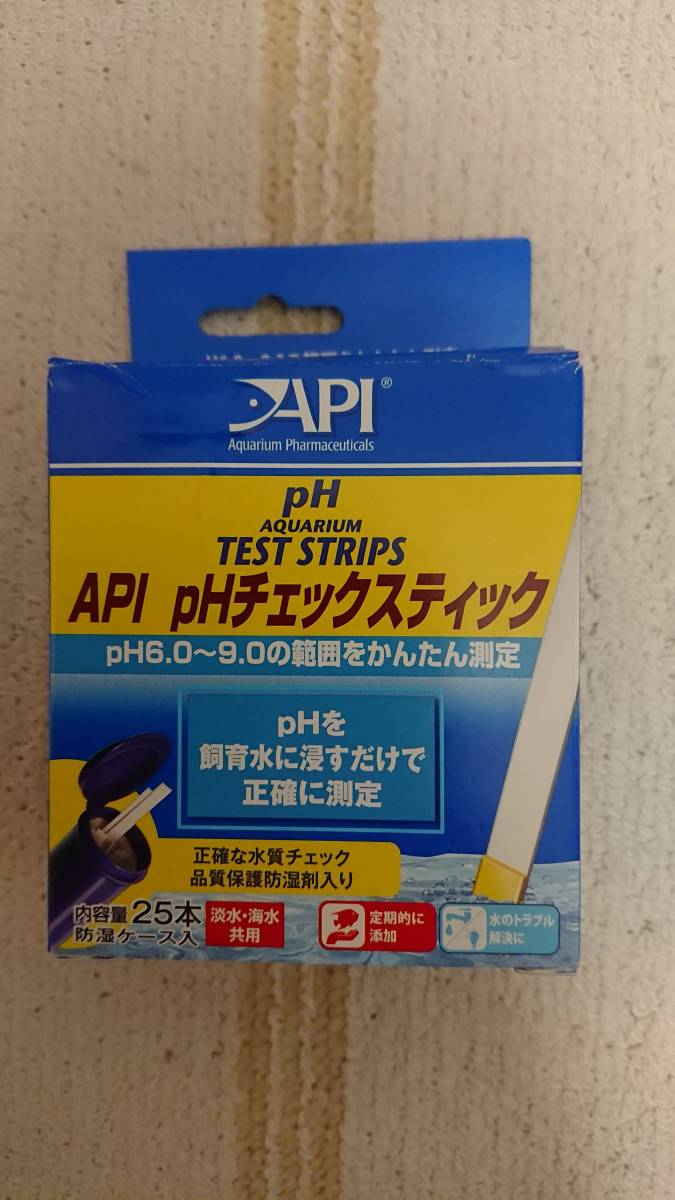 API®
Aquarium Pharmaceuticals
pH
AQUARIUM
TEST STRIPS
API pHチェックスティック
pH6.0～9.0の範囲をかんたん測定
pHを
飼育水に浸すだけで
正確に測定
正確な水質チェック
品質保護防湿剤入り
内容量25本
防湿ケース入
淡水・海水
共用
定期的に
添加
水のトラブル
解決に